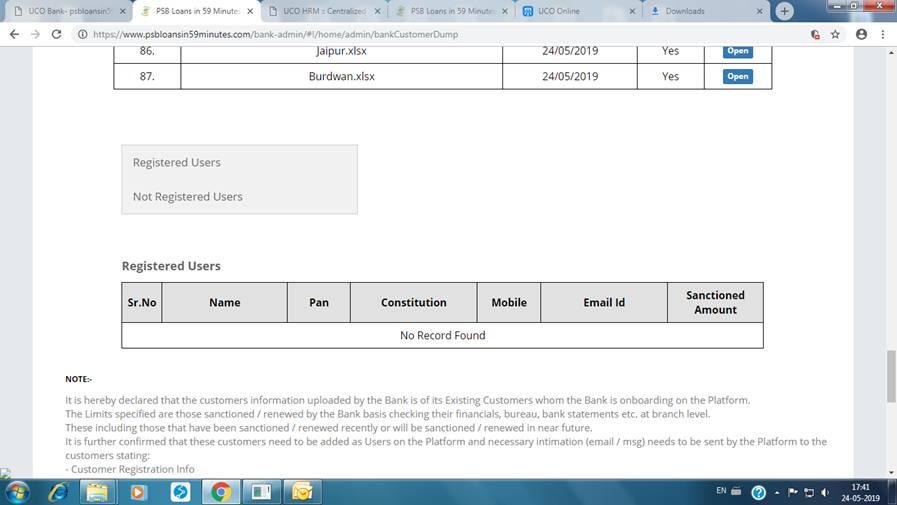 UCO Bank- psbloansin5
PSB Loans in 59 Minutes
UCO HRM :: Centralized
PSB Loans in 59 Minutes
UCO Online
Downloads
https://www.psbloansin59minutes.com/bank-admin/#!/home/admin/bankCustomerDump
86. Jaipur.xlsx 24/05/2019 Yes Open
87. Burdwan.xlsx 24/05/2019 Yes Open
Registered Users
Not Registered Users
Registered Users
Sr.No Name Pan Constitution Mobile Email Id Sanctioned Amount
No Record Found
NOTE:-
It is hereby declared that the customers information uploaded by the Bank is of its Existing Customers whom the Bank is onboarding on the Platform.
The Limits specified are those sanctioned / renewed by the Bank basis checking their financials, bureau, bank statements etc. at branch level.
These including those that have been sanctioned / renewed recently or will be sanctioned / renewed in near future.
It is further confirmed that these customers need to be added as Users on the Platform and necessary intimation (email / msg) needs to be sent by the Platform to the
customers stating:
- Customer Registration Info
EN
17:41
24-05-2019